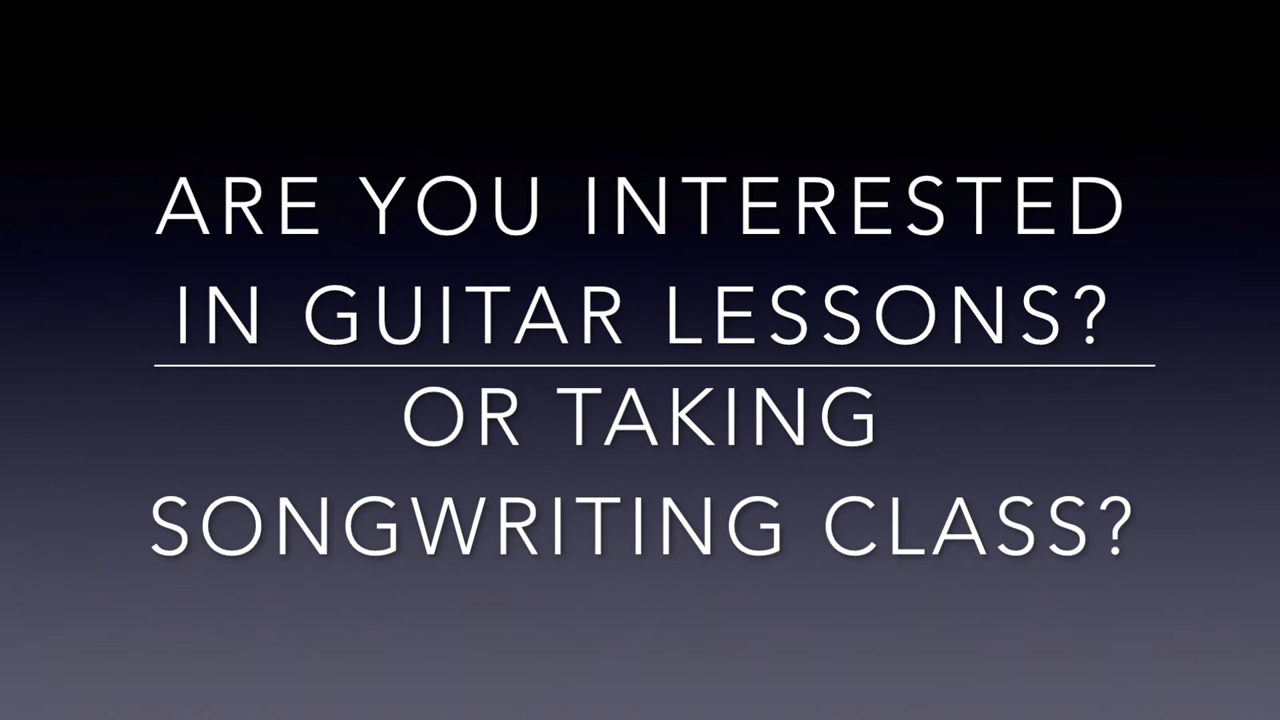 ARE YOU INTERESTED
IN GUITAR LESSONS?
OR TAKING
SONGWRITING CLASS?